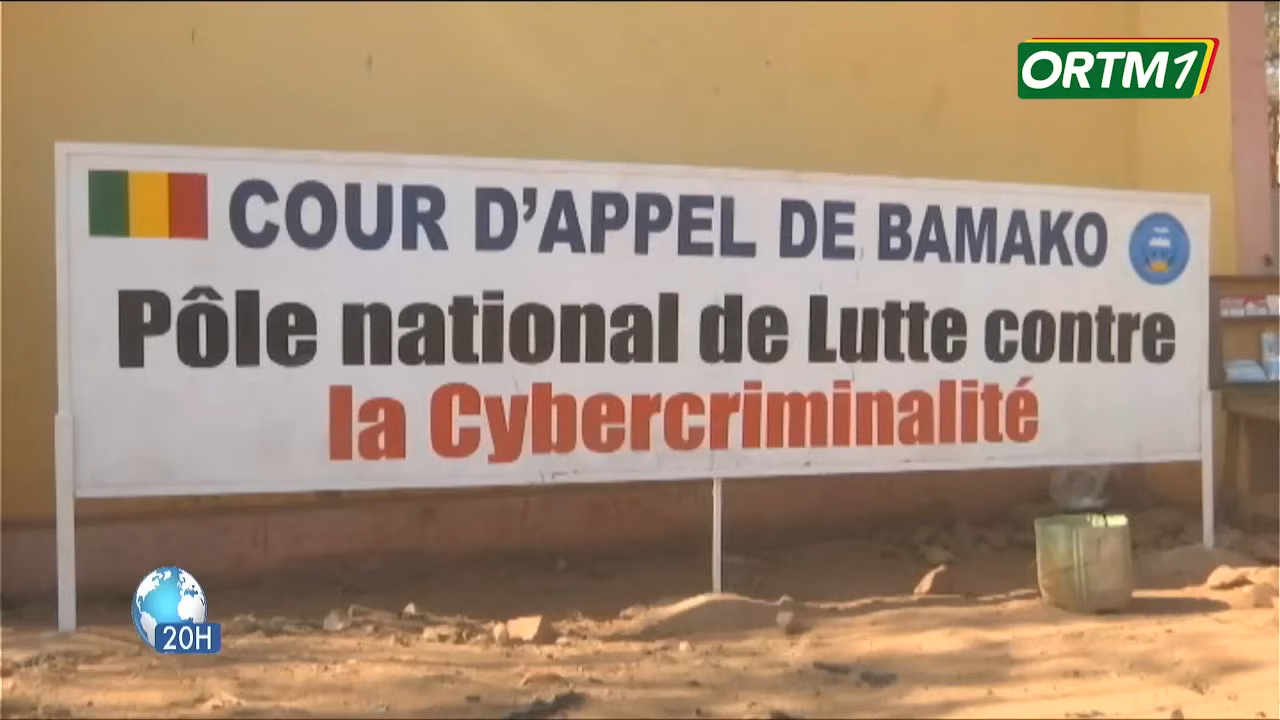 ORTM1
COUR D'APPEL DE BAMAKO
Pôle national de Lutte contre
la Cybercriminalité
20H